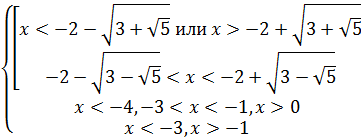 x < −2 − √(3 + √5) или x > −2 + √(3 + √5)
−2 − √(3 − √5) < x < −2 + √(3 − √5)
x < −4, −3 < x < −1, x > 0
x < −3, x > −1